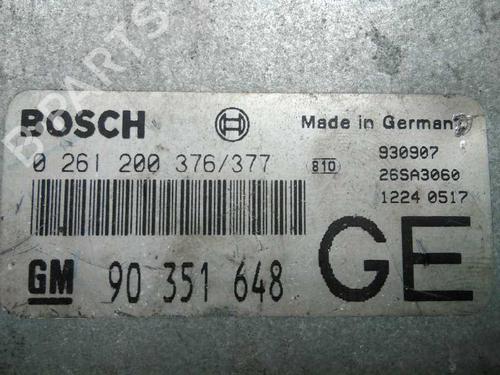 B-PARTS
BOSCH
Made in Germany
0 261 200 376/377
810
930907
26SA3060
1224 0517
GM 90 351 648
GE